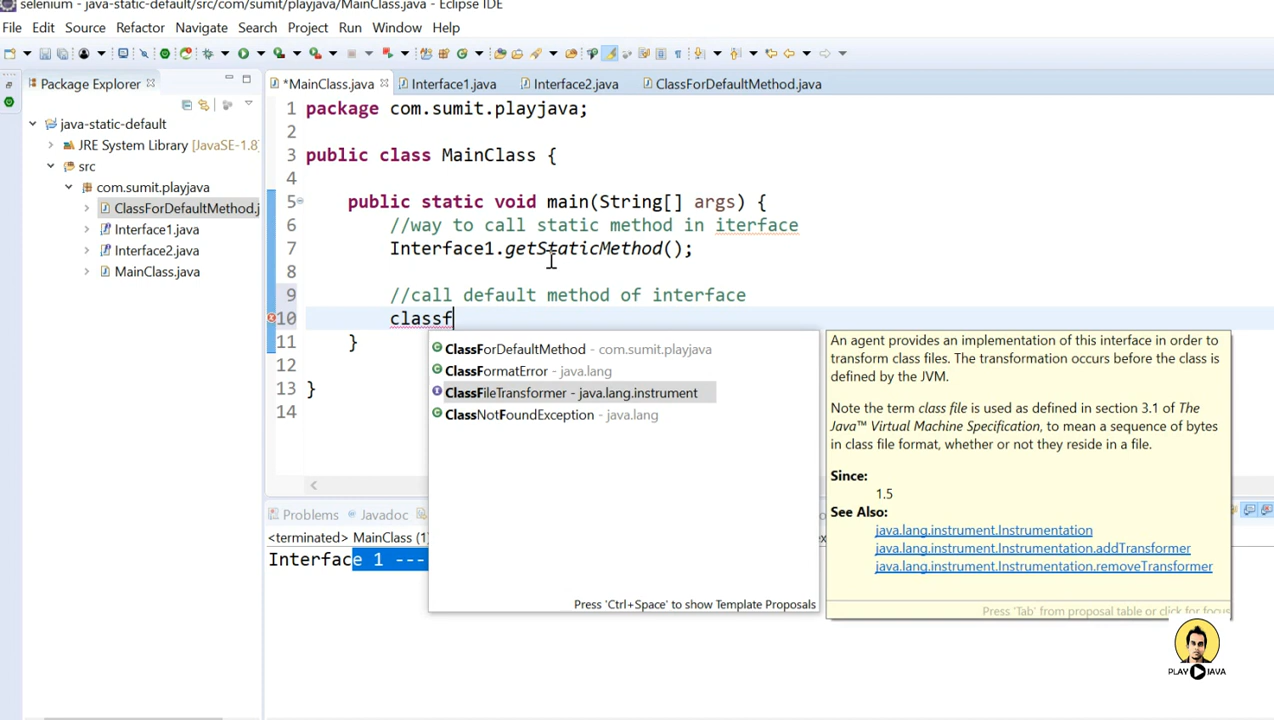 selenium - java-static-default/src/com/sumit/playjava/MainClass.java - Eclipse IDE
File Edit Source Refactor Navigate Search Project Run Window Help
Package Explorer
*MainClass.java Interface1.java Interface2.java ClassForDefaultMethod.java
java-static-default
JRE System Library [JavaSE-1.8]
src
com.sumit.playjava
ClassForDefaultMethod.j
Interface1.java
Interface2.java
MainClass.java
1 package com.sumit.playjava;
2
3 public class MainClass {
4
5 public static void main(String[] args) {
6 //way to call static method in iterface
7 Interface1.getStaticMethod();
8
9 //call default method of interface
10 classf
11 }
12
13 }
14
ClassForDefaultMethod - com.sumit.playjava
ClassFormatError - java.lang
ClassFileTransformer - java.lang.instrument
ClassNotFoundException - java.lang
Press 'Ctrl+Space' to show Template Proposals
An agent provides an implementation of this interface in order to
transform class files. The transformation occurs before the class is
defined by the JVM.
Note the term class file is used as defined in section 3.1 of The
Java™ Virtual Machine Specification, to mean a sequence of bytes
in class file format, whether or not they reside in a file.
Since:
1.5
See Also:
java.lang.instrument.Instrumentation
java.lang.instrument.Instrumentation.addTransformer
java.lang.instrument.Instrumentation.removeTransformer
Press 'Tab' from proposal table or click for focus
Problems Javadoc
<terminated> MainClass (1)
Interface 1 ---
PLAY JAVA